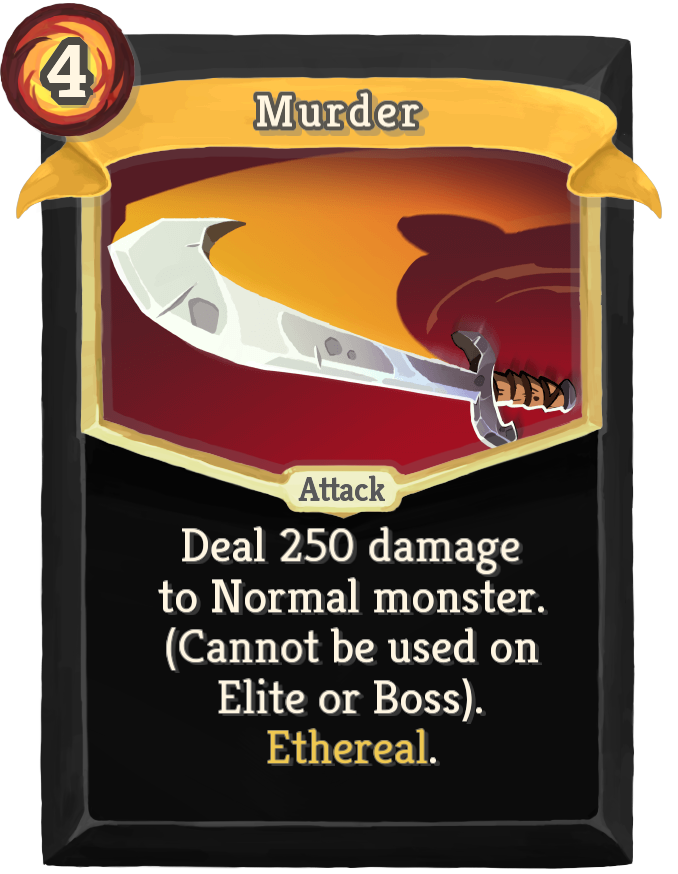 4
Murder
Attack
Deal 250 damage
to Normal monster.
(Cannot be used on
Elite or Boss).
Ethereal.